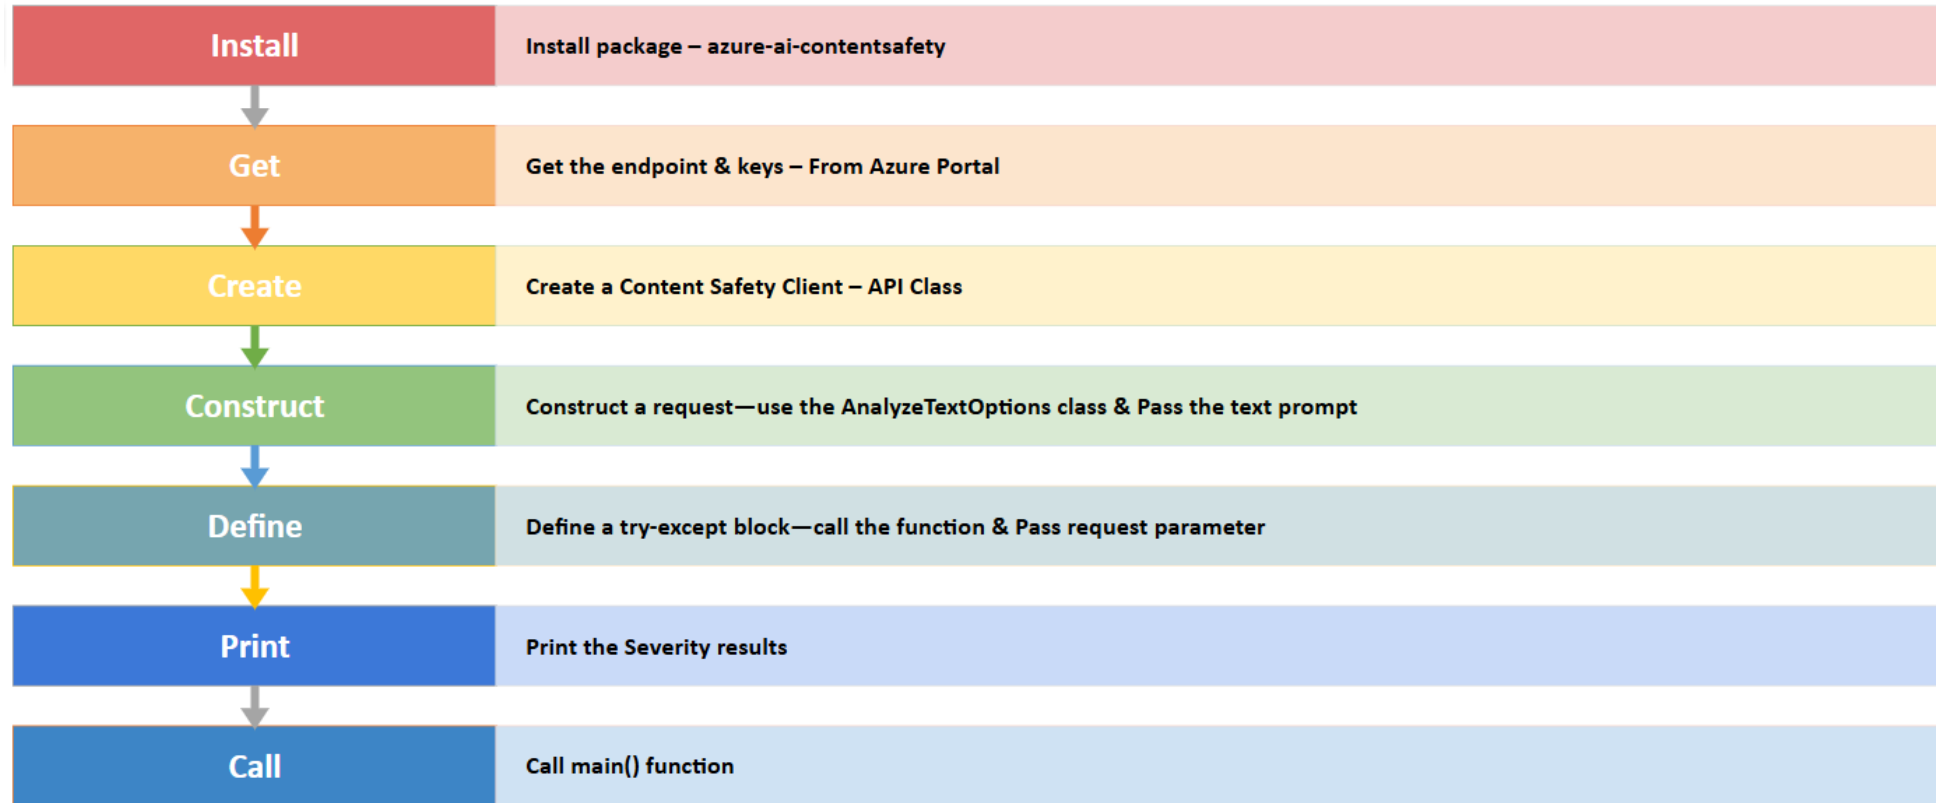 Install
Install package – azure-ai-contentsafety
Get
Get the endpoint & keys – From Azure Portal
Create
Create a Content Safety Client – API Class
Construct
Construct a request—use the AnalyzeTextOptions class & Pass the text prompt
Define
Define a try-except block—call the function & Pass request parameter
Print
Print the Severity results
Call
Call main() function